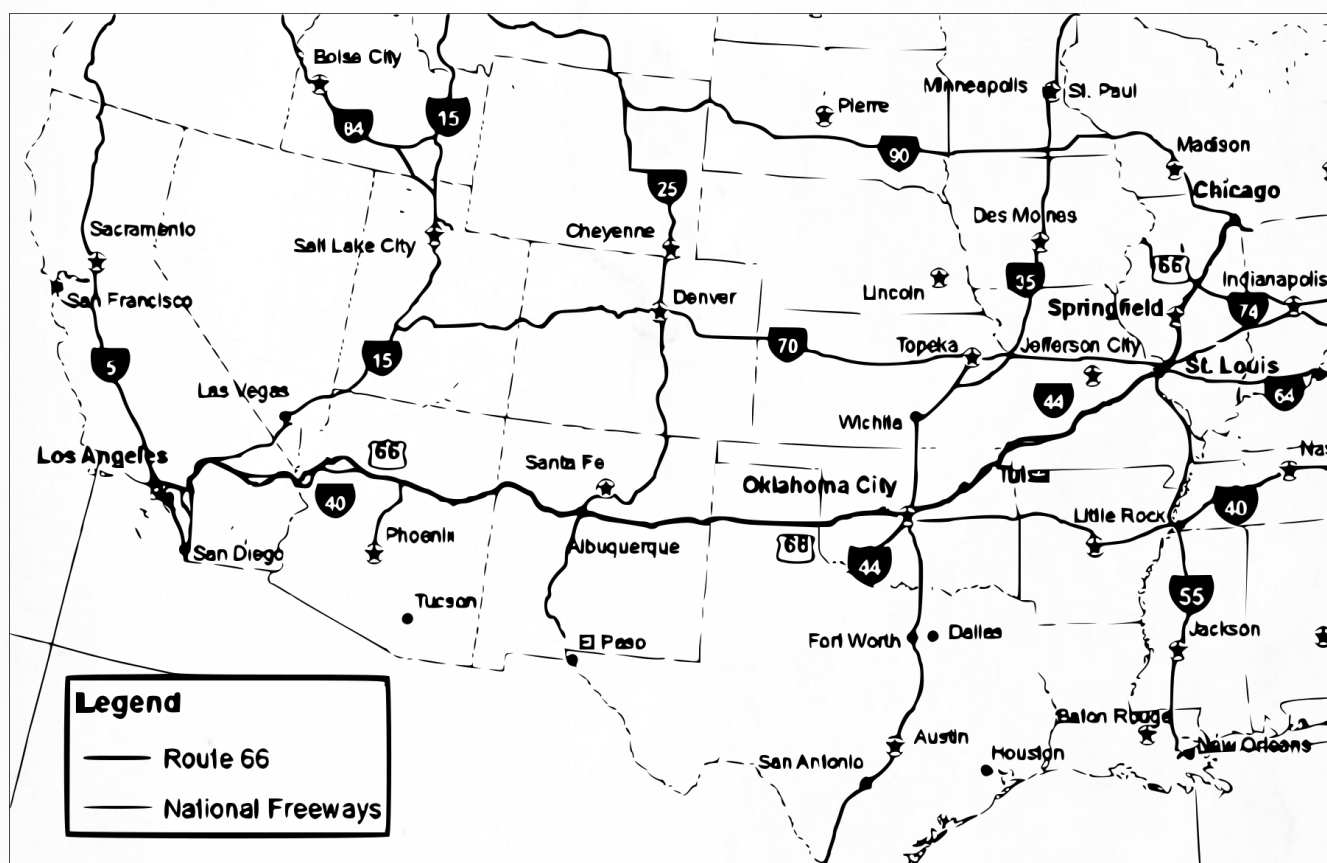 Boise City
Minneapolis
St. Paul
Pierre
84
15
90
Madison
25
Chicago
Sacramento
Des Moines
Cheyenne
Salt Lake City
66
Indianapolis
San Francisco
Lincoln
35
Denver
Springfield
74
5
15
70
Topeka
Jefferson City
St. Louis
Las Vegas
44
64
Wichita
Los Angeles
66
Santa Fe
Nas
40
Oklahoma City
Tulsa
Little Rock
40
San Diego
Phoenix
Albuquerque
66
44
Tucson
55
El Paso
Fort Worth
Dallas
Jackson
Legend
Route 66
National Freeways
Baton Rouge
Austin
New Orleans
San Antonio
Houston